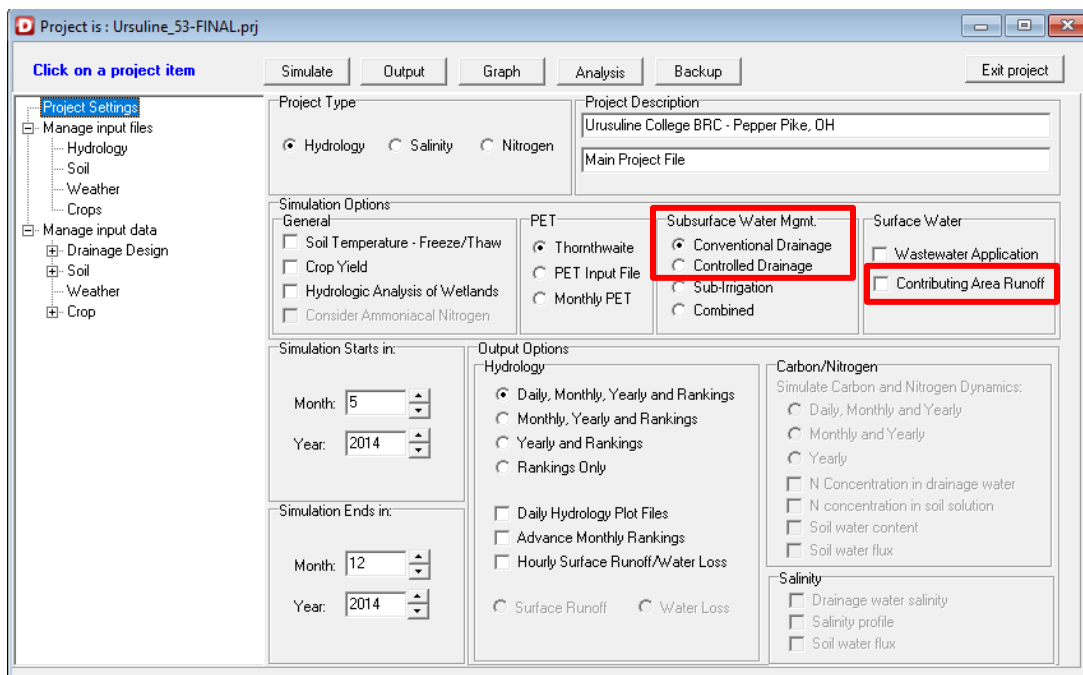 Project is : Ursuline_53-FINAL.prj
Click on a project item
Simulate
Output
Graph
Analysis
Backup
Exit project
Project Settings
Manage input files
Hydrology
Soil
Weather
Crops
Manage input data
Drainage Design
Soil
Weather
Crop
Project Type
Hydrology
Salinity
Nitrogen
Project Description
Urusuline College BRC - Pepper Pike, OH
Main Project File
Simulation Options
General
Soil Temperature - Freeze/Thaw
Crop Yield
Hydrologic Analysis of Wetlands
Consider Ammoniacal Nitrogen
PET
Thornthwaite
PET Input File
Monthly PET
Subsurface Water Mgmt.
Conventional Drainage
Controlled Drainage
Sub-Irrigation
Combined
Surface Water
Wastewater Application
Contributing Area Runoff
Simulation Starts in:
Month: 5
Year: 2014
Simulation Ends in:
Month: 12
Year: 2014
Output Options
Hydrology
Daily, Monthly, Yearly and Rankings
Monthly, Yearly and Rankings
Yearly and Rankings
Rankings Only
Daily Hydrology Plot Files
Advance Monthly Rankings
Hourly Surface Runoff/Water Loss
Surface Runoff
Water Loss
Carbon/Nitrogen
Simulate Carbon and Nitrogen Dynamics:
Daily, Monthly and Yearly
Monthly and Yearly
Yearly
N Concentration in drainage water
N concentration in soil solution
Soil water content
Soil water flux
Salinity
Drainage water salinity
Salinity profile
Soil water flux